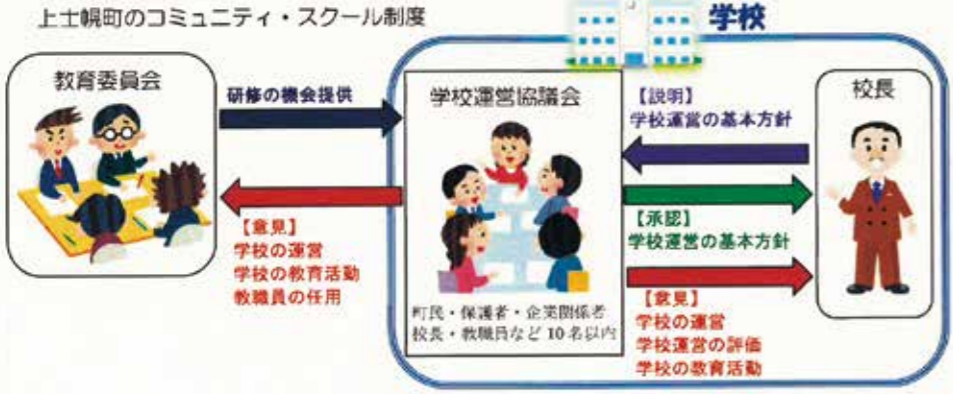 上士幌町のコミュニティ・スクール制度
学校
教育委員会
研修の機会提供
【意見】
学校の運営
学校の教育活動
教職員の任用
学校運営協議会
町民・保護者・企業関係者
校長・教職員など 10 名以内
【説明】
学校運営の基本方針
【承認】
学校運営の基本方針
【意見】
学校の運営
学校運営の評価
学校の教育活動
校長